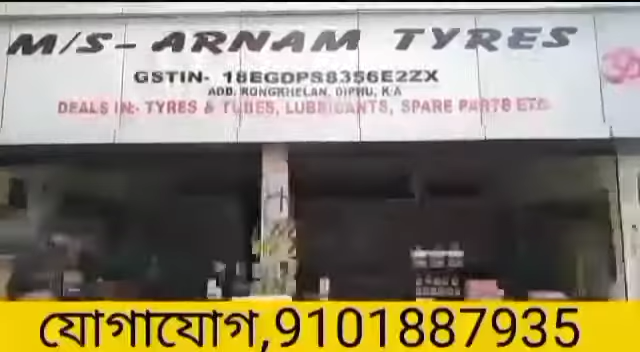 M/S- ARNAM TYRES
GSTIN- 18EGDPS8356E2ZX
ADD. RONGKHELAN, DIPHU, K.A
DEALS IN:- TYRES & TUBES, LUBRICANTS, SPARE PARTS ETC.
যোগাযোগ,9101887935